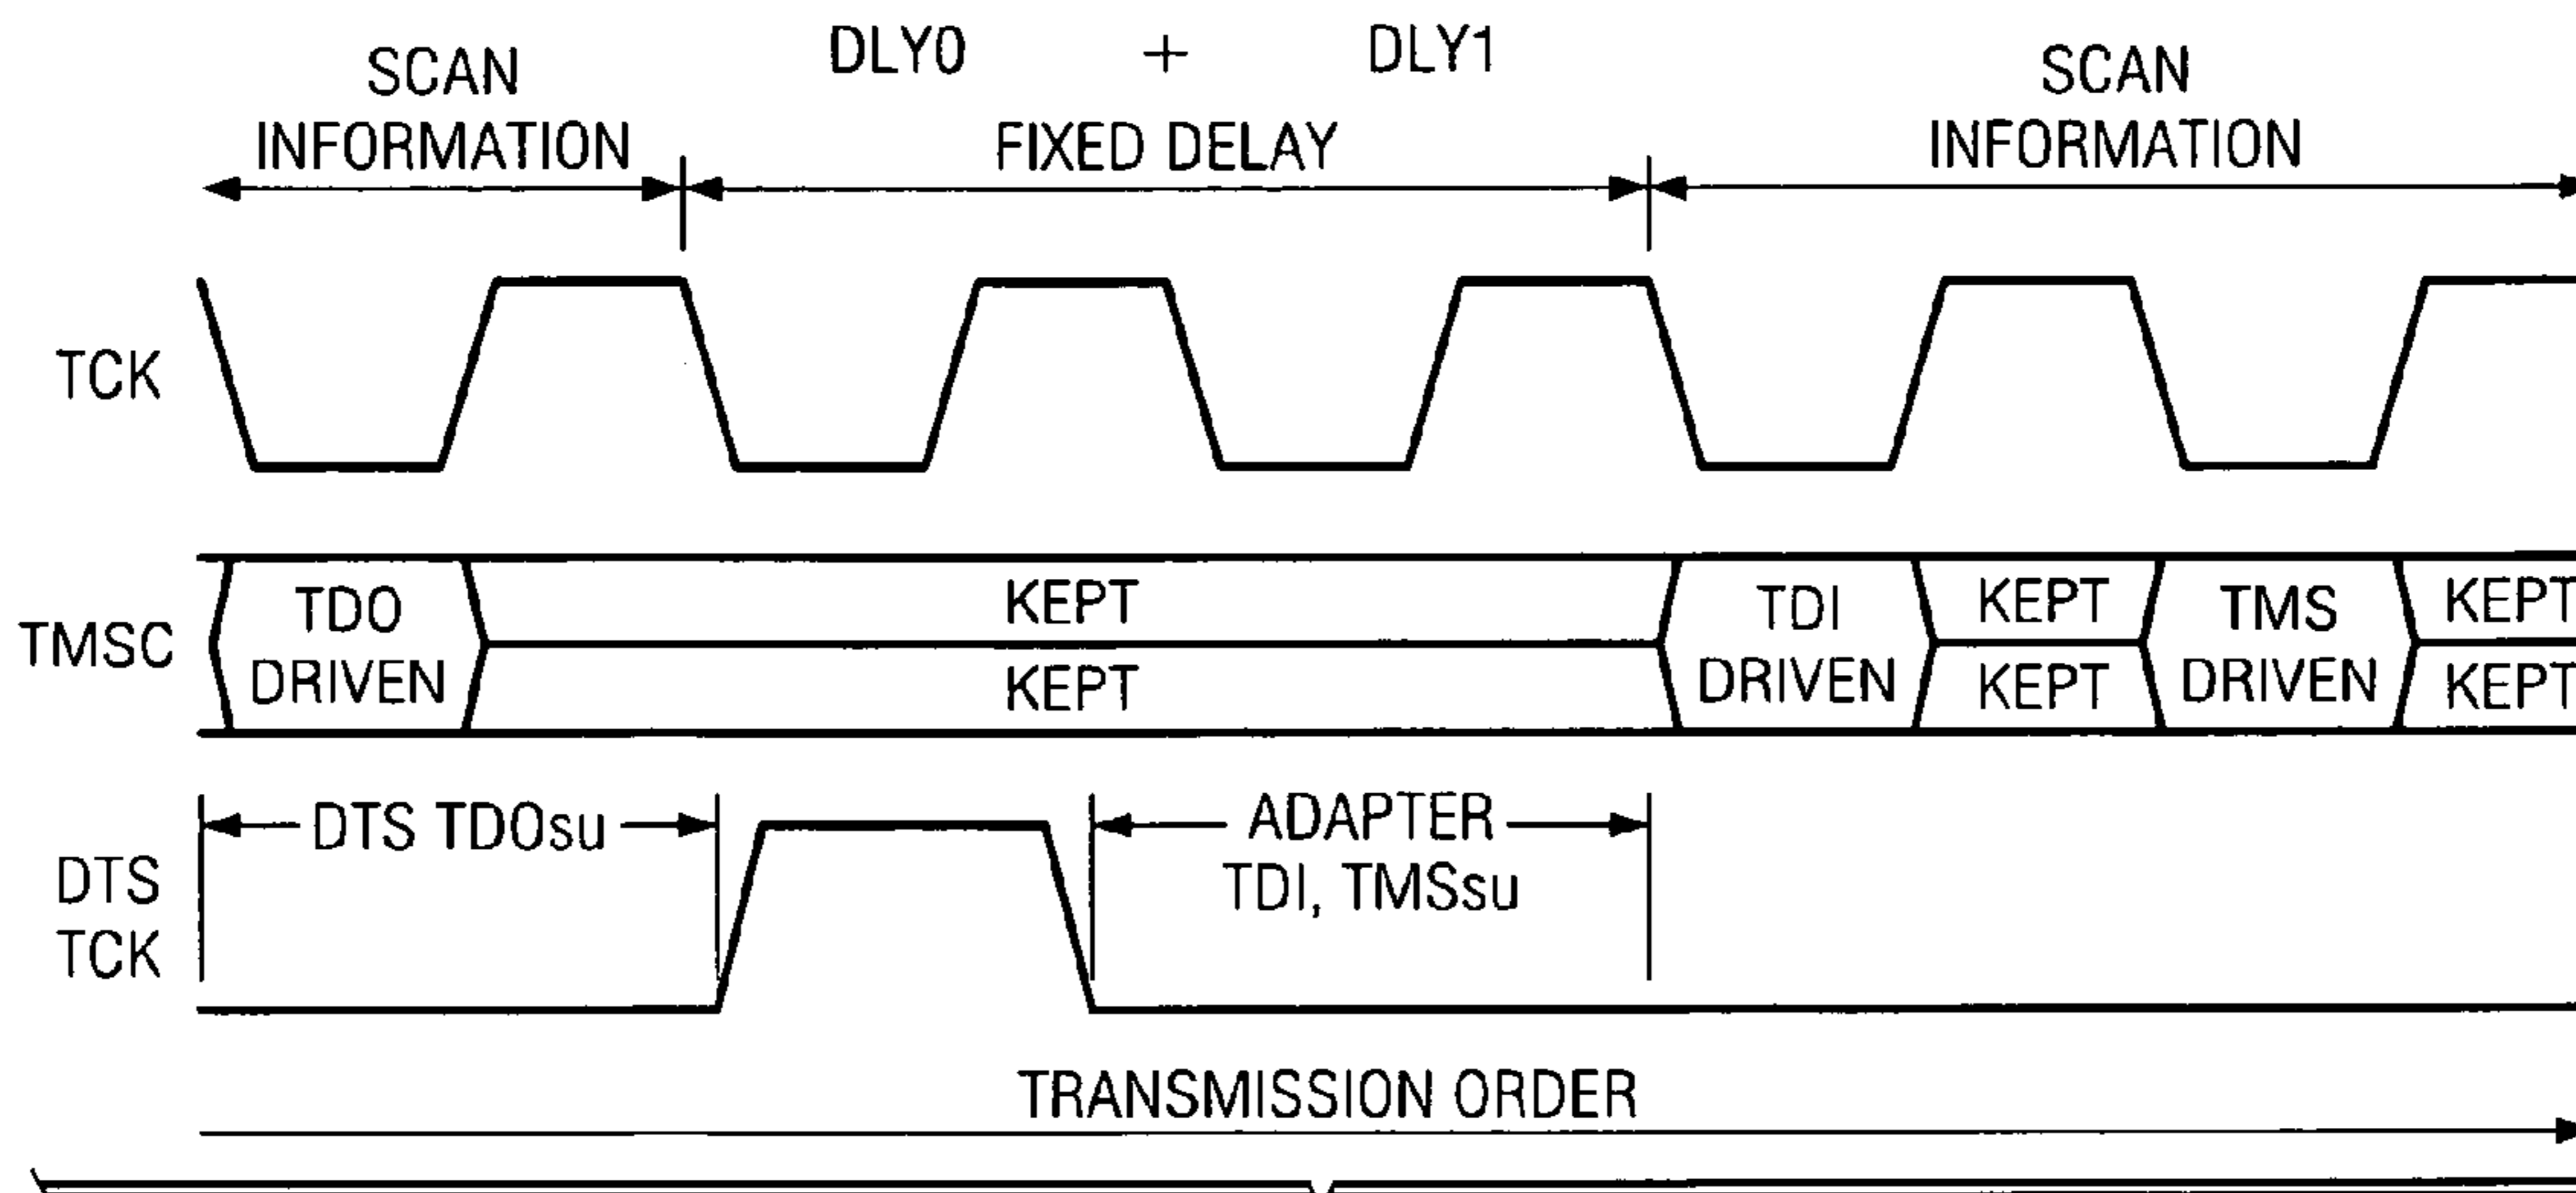 SCAN INFORMATION
DLY0 + DLY1
FIXED DELAY
SCAN INFORMATION
TCK
TMSC
TDO DRIVEN
KEPT
KEPT
TDI DRIVEN
KEPT
KEPT
TMS DRIVEN
KEPT
KEPT
DTS TCK
DTS TDOsu
ADAPTER
TDI, TMSsu
TRANSMISSION ORDER